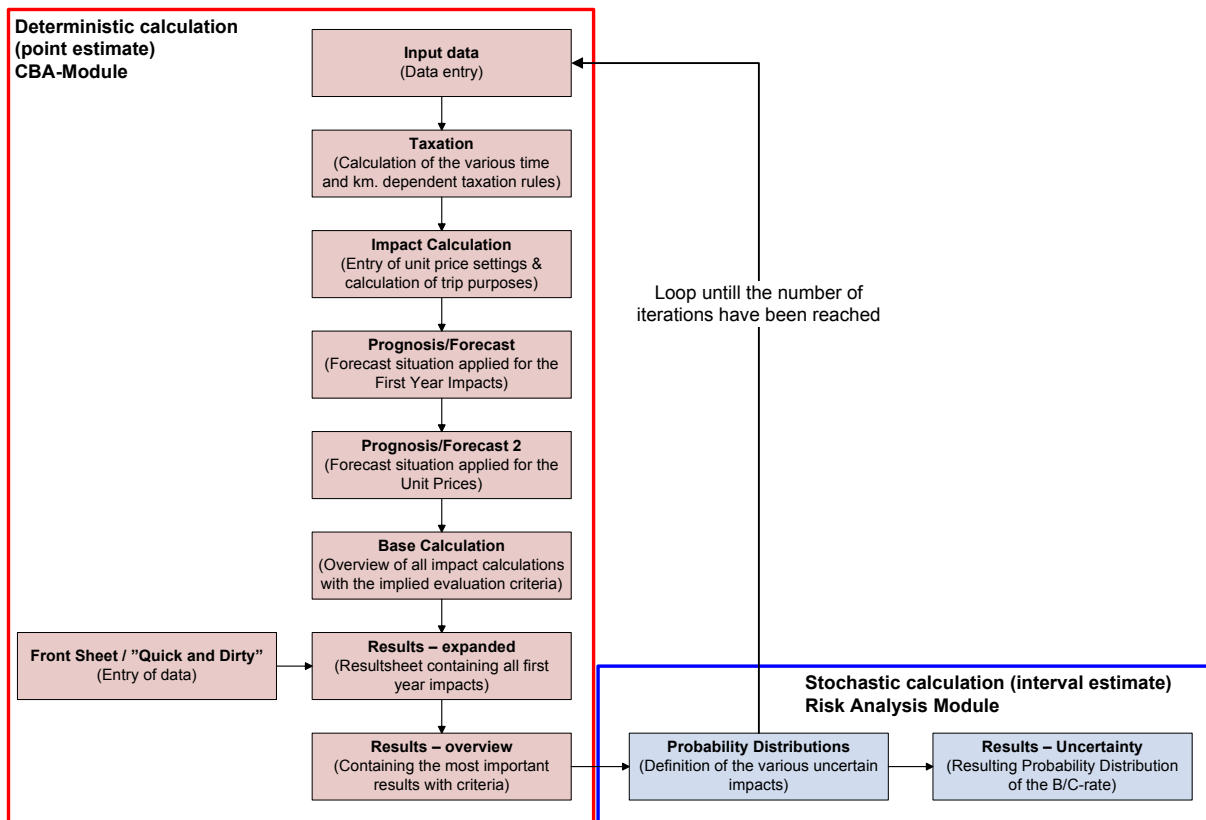 Deterministic calculation
(point estimate)
CBA-Module
Input data
(Data entry)
Taxation
(Calculation of the various time
and km. dependent taxation rules)
Impact Calculation
(Entry of unit price settings &
calculation of trip purposes)
Loop untill the number of
iterations have been reached
Prognosis/Forecast
(Forecast situation applied for the
First Year Impacts)
Prognosis/Forecast 2
(Forecast situation applied for the
Unit Prices)
Base Calculation
(Overview of all impact calculations
with the implied evaluation criteria)
Front Sheet / ”Quick and Dirty”
(Entry of data)
Results – expanded
(Resultsheet containing all first
year impacts)
Stochastic calculation (interval estimate)
Risk Analysis Module
Results – overview
(Containing the most important
results with criteria)
Probability Distributions
(Definition of the various uncertain
impacts)
Results – Uncertainty
(Resulting Probability Distribution
of the B/C-rate)